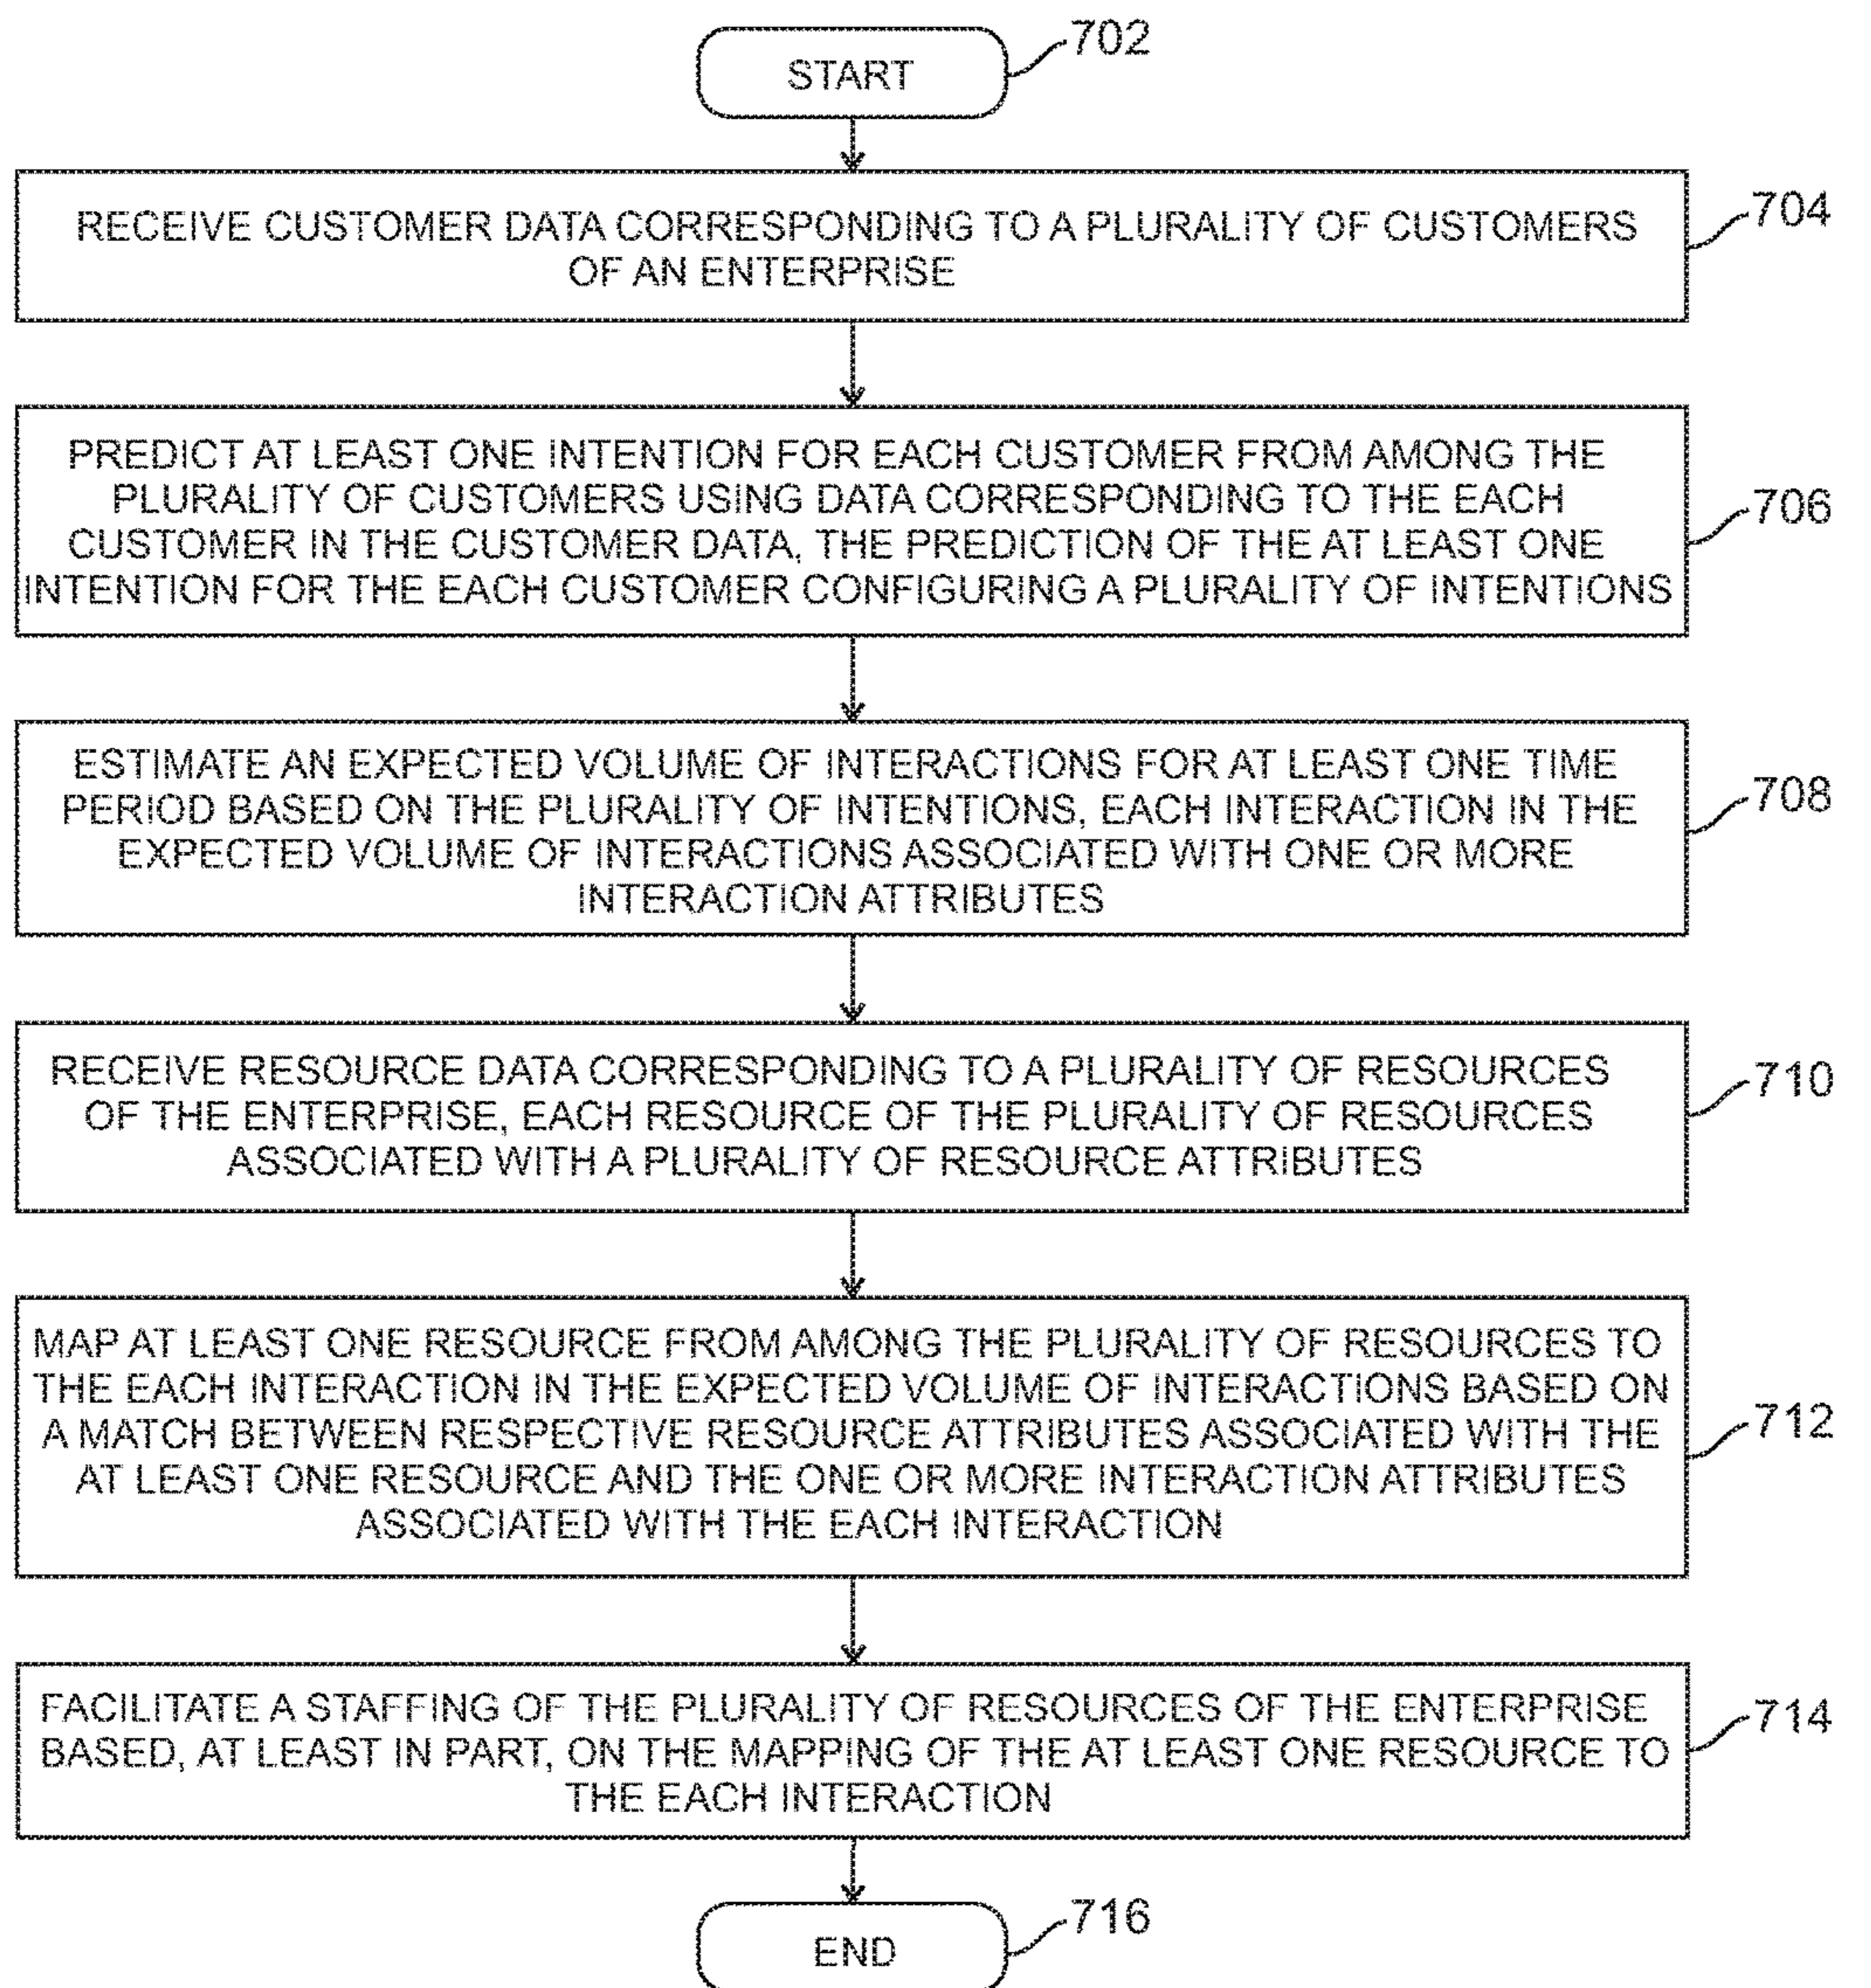 702
START
704
RECEIVE CUSTOMER DATA CORRESPONDING TO A PLURALITY OF CUSTOMERS
OF AN ENTERPRISE
PREDICT AT LEAST ONE INTENTION FOR EACH CUSTOMER FROM AMONG THE
PLURALITY OF CUSTOMERS USING DATA CORRESPONDING TO THE EACH
706
CUSTOMER IN THE CUSTOMER DATA, THE PREDICTION OF THE AT LEAST ONE
INTENTION FOR THE EACH CUSTOMER CONFIGURING A PLURALITY OF INTENTIONS
ESTIMATE AN EXPECTED VOLUME OF INTERACTIONS FOR AT LEAST ONE TIME
PERIOD BASED ON THE PLURALITY OF INTENTIONS, EACH INTERACTION IN THE
708
EXPECTED VOLUME OF INTERACTIONS ASSOCIATED WITH ONE OR MORE
INTERACTION ATTRIBUTES
RECEIVE RESOURCE DATA CORRESPONDING TO A PLURALITY OF RESOURCES
710
OF THE ENTERPRISE, EACH RESOURCE OF THE PLURALITY OF RESOURCES
ASSOCIATED WITH A PLURALITY OF RESOURCE ATTRIBUTES
MAP AT LEAST ONE RESOURCE FROM AMONG THE PLURALITY OF RESOURCES TO
THE EACH INTERACTION IN THE EXPECTED VOLUME OF INTERACTIONS BASED ON
A MATCH BETWEEN RESPECTIVE RESOURCE ATTRIBUTES ASSOCIATED WITH THE
712
AT LEAST ONE RESOURCE AND THE ONE OR MORE INTERACTION ATTRIBUTES
ASSOCIATED WITH THE EACH INTERACTION
FACILITATE A STAFFING OF THE PLURALITY OF RESOURCES OF THE ENTERPRISE
714
BASED, AT LEAST IN PART, ON THE MAPPING OF THE AT LEAST ONE RESOURCE TO
THE EACH INTERACTION
716
END